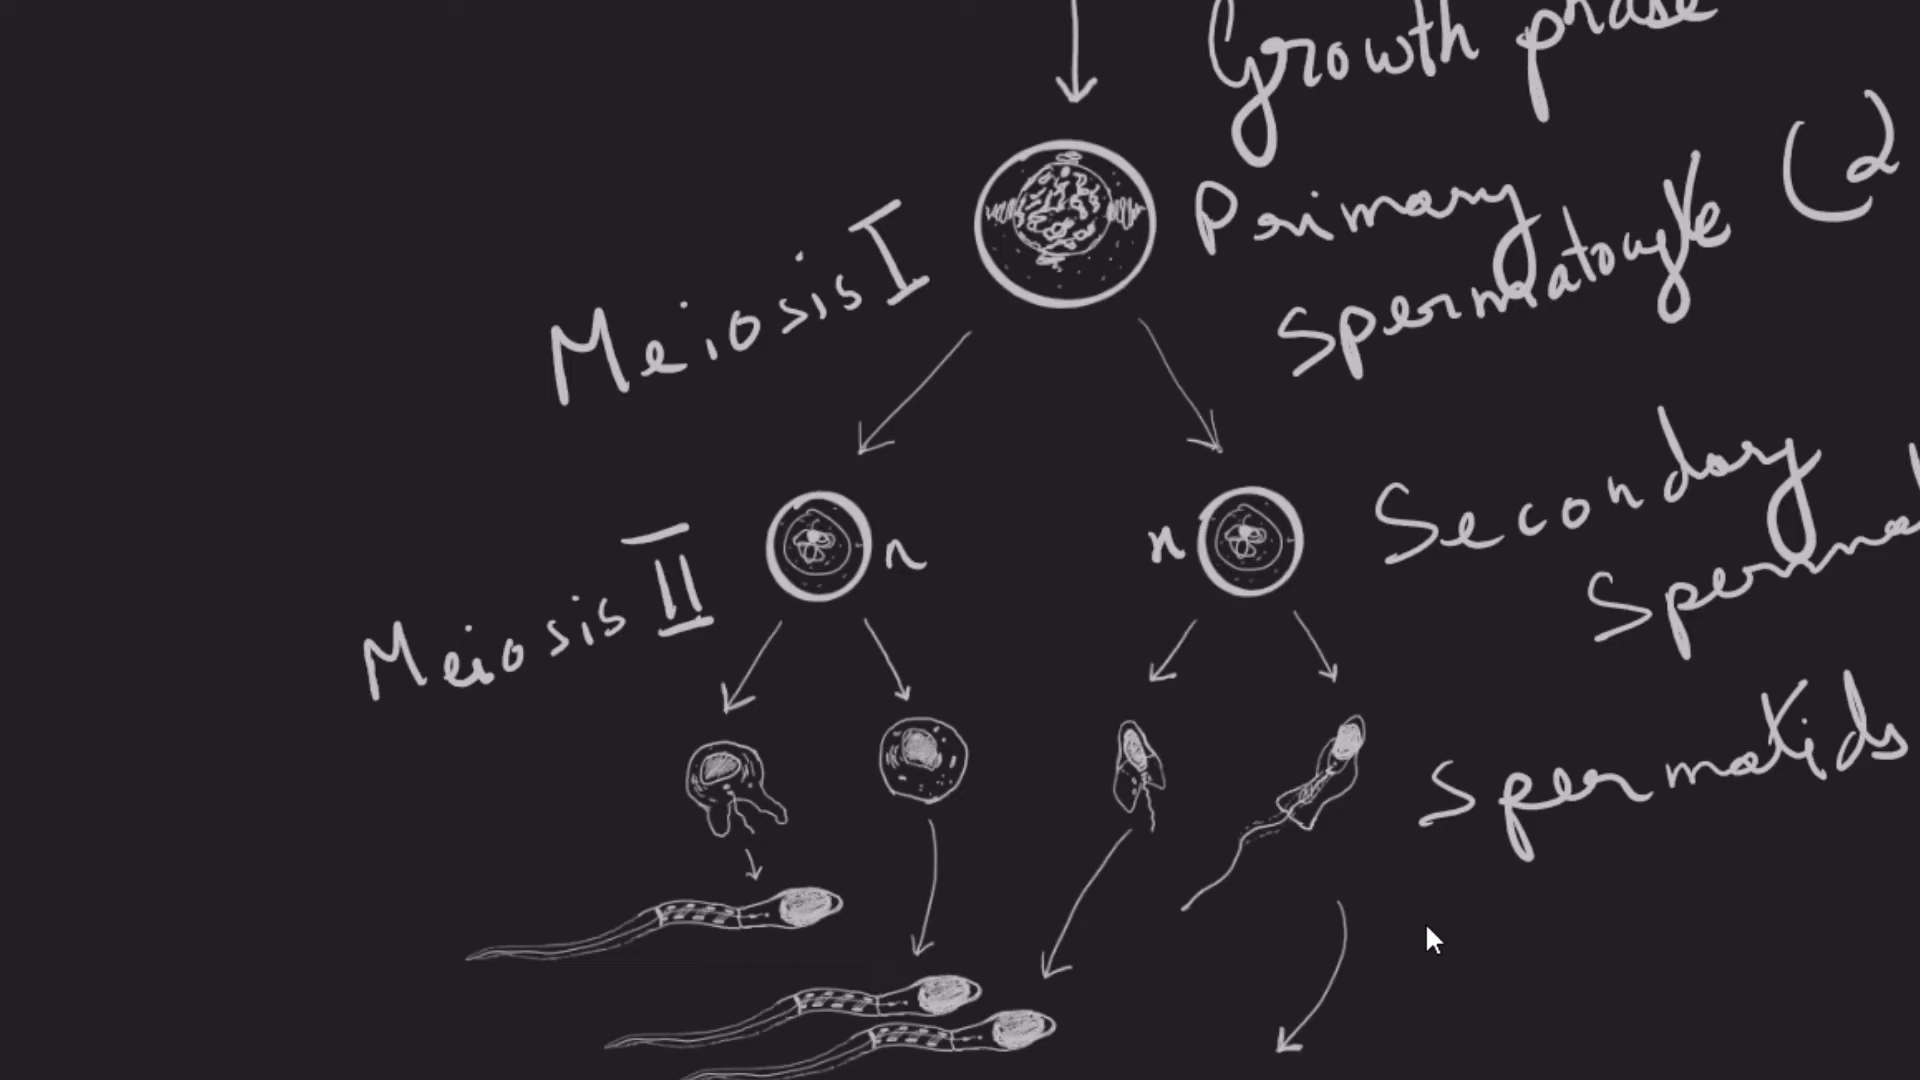 Growth phase
Primary (2
Meiosis I
spermatocyte
Secondary
n n
Meiosis II
Spermatids